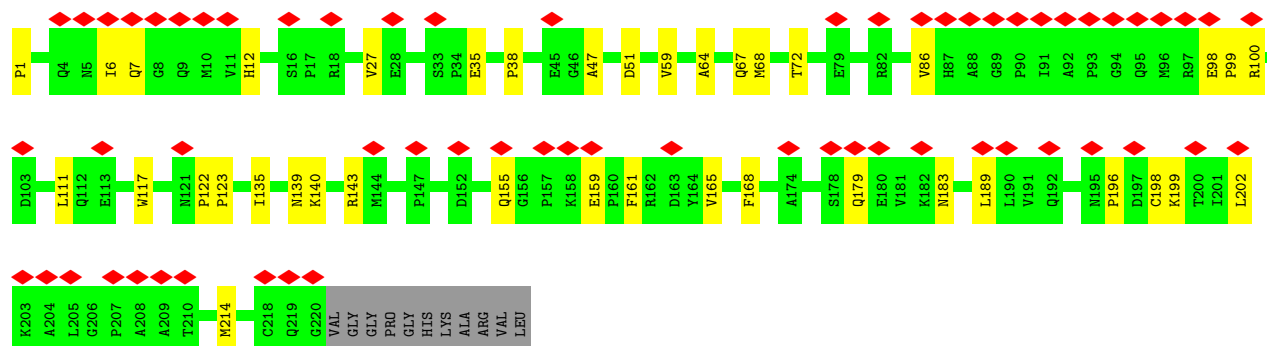 P1 Q4 N5 I6 Q7 G8 Q9 M10 V11 H12 S16 P17 R18 V27 E28 S33 P34 E35 P38 E45 G46 A47 D51 V59 A64 Q67 M68 T72 E79 R82 V86 H87 A88 G89 P90 I91 A92 P93 G94 Q95 M96 R97 E98 P99 R100
D103 L111 Q112 E113 W117 N121 P122 P123 I135 N139 K140 R143 M144 P147 D152 Q155 G156 P157 K158 E159 P160 F161 R162 D163 Y164 V165 F168 A174 S178 Q179 E180 V181 K182 N183 L189 L190 V191 Q192 N195 P196 D197 C198 K199 T200 I201 L202
K203 A204 L205 G206 P207 A208 A209 T210 M214 C218 Q219 G220 VAL GLY GLY PRO GLY HIS LYS ALA ARG VAL LEU